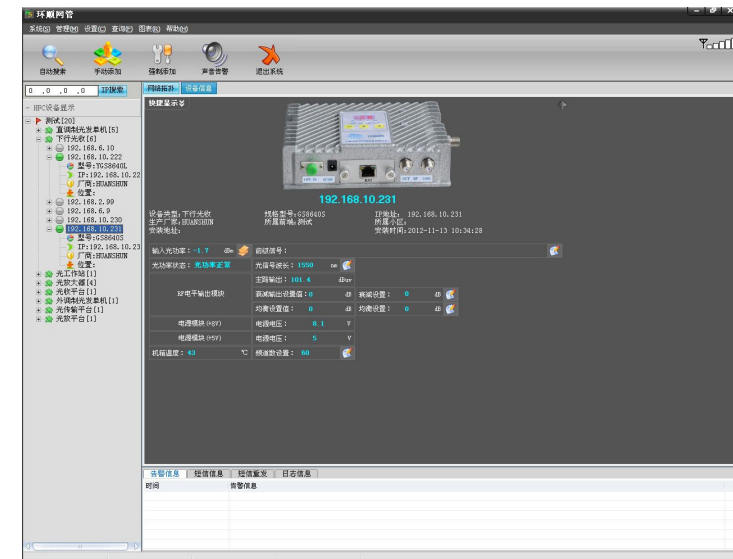 环顺网管
系统(S) 管理(M) 设置(C) 查询(F) 图表(R) 帮助(H)
自动搜索 手动添加 强制添加 声音告警 退出系统
0 .0 .0 .0 IP搜索
网络拓扑 设备信息
HFC设备显示
快捷显示
测试[20]
直调制光发单机[5]
下行光收[6]
192.168.6.10
192.168.10.222
型号:YGS8640L
IP:192.168.10.22
厂商:HUANSHUN
位置:
192.168.2.99
192.168.6.9
192.168.10.230
192.168.10.231
型号:GS8640S
IP:192.168.10.23
厂商:HUANSHUN
位置:
光工作站[1]
光放大器[4]
光收平台[1]
外调制光发单机[1]
光传输平台[1]
光放平台[1]
192.168.10.231
设备类型:下行光收 规格型号:GS8640S IP地址: 192.168.10.231
生产厂家:HUANSHUN 所属前端:测试 所属小区:
安装地址: 安装时间:2012-11-13 10:34:28
输入光功率:-1.7 dBm 前级信号:
光功率状态:光功率正常 光信号波长:1550 nm
主路输出:101.4 dBuv
RF电平输出模块 衰减输出设置值:0 dB 衰减设置: 0 dB
均衡设置值: 0 dB 均衡设置: 0 dB
电源模块(+8V) 电源电压: 8.1 V
电源模块(+5V) 电源电压: 5 V
机箱温度:43 ℃ 频道数设置: 60
告警信息 短信信息 短信重发 日志信息
时间 告警信息